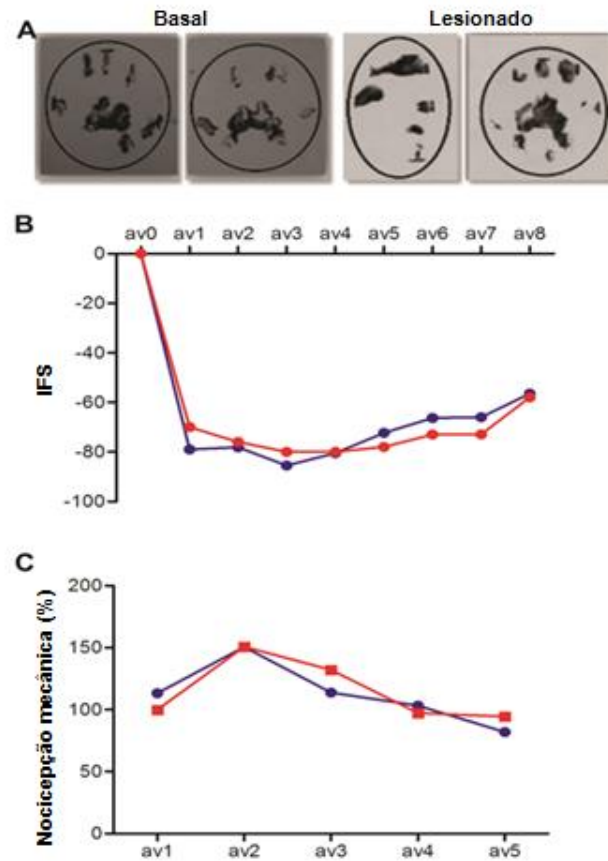 Basal Lesionado
A
B
av0 av1 av2 av3 av4 av5 av6 av7 av8
0
-20
-40
-60
-80
-100
IFS
C
200
150
100
50
0
Nocicepção mecânica (%)
av1 av2 av3 av4 av5